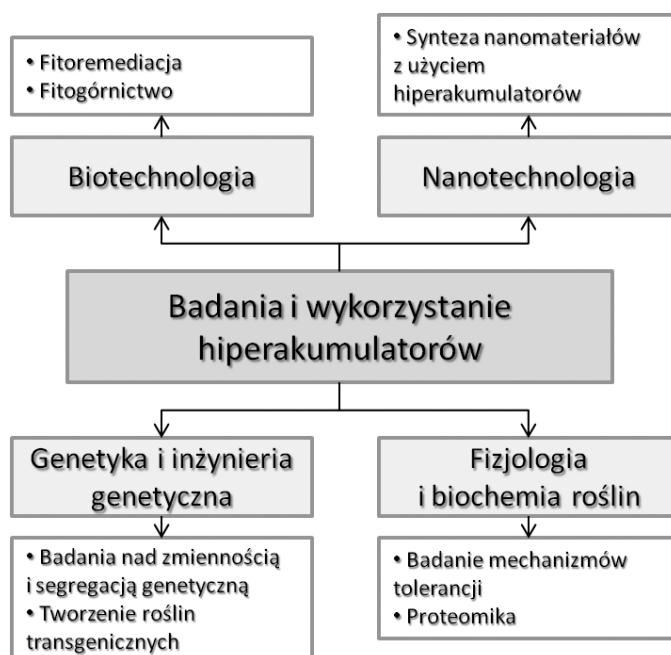 • Fitoremediacja
• Fitogórnictwo
• Synteza nanomateriałów
z użyciem
hiperakumulatorów
Biotechnologia
Nanotechnologia
Badania i wykorzystanie
hiperakumulatorów
Genetyka i inżynieria
genetyczna
Fizjologia
i biochemia roślin
• Badania nad zmiennością
i segregacją genetyczną
• Tworzenie roślin
transgenicznych
• Badanie mechanizmów
tolerancji
• Proteomika